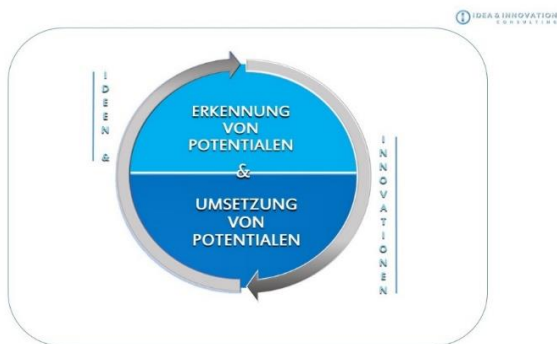 IDEA & INNOVATION
CONSULTING
IDEEN &
ERKENNUNG
VON
POTENTIALEN
&
UMSETZUNG
VON
POTENTIALEN
INNOVATIONEN